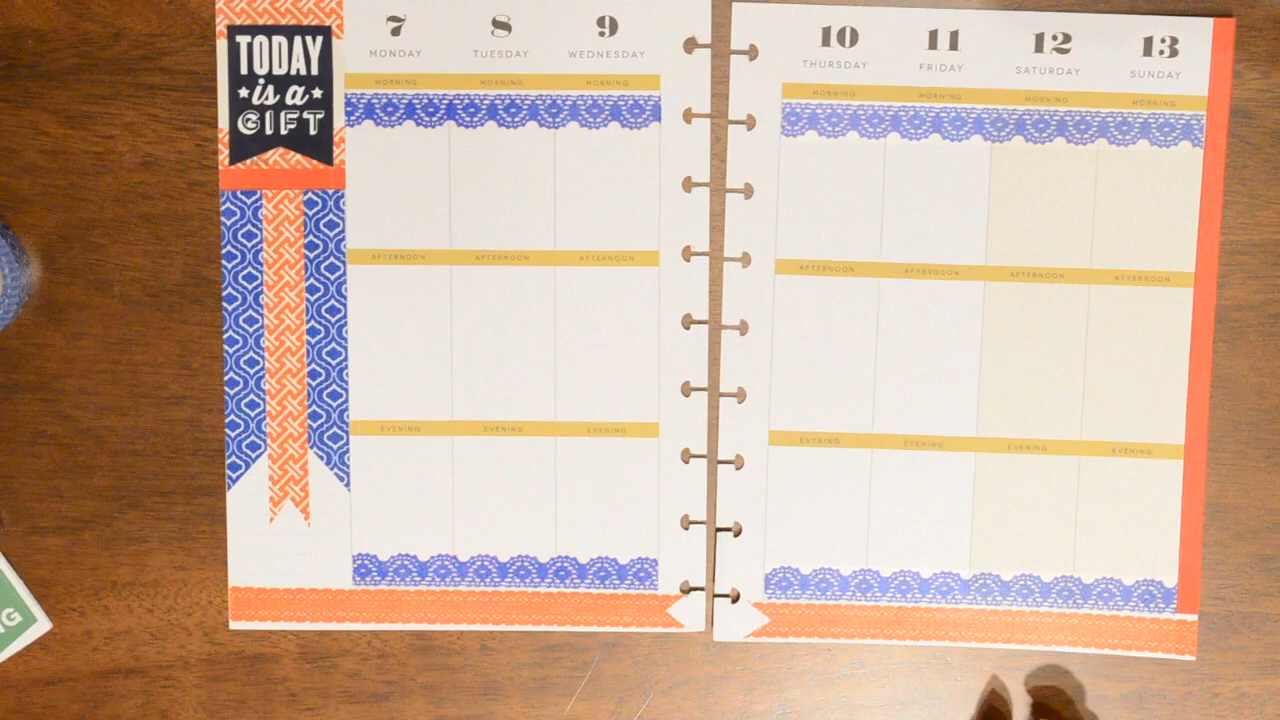 TODAY
is a
GIFT
7 8 9
MONDAY TUESDAY WEDNESDAY
MORNING MORNING MORNING
AFTERNOON AFTERNOON AFTERNOON
EVENING EVENING EVENING
10 11 12 13
THURSDAY FRIDAY SATURDAY SUNDAY
MORNING MORNING MORNING MORNING
AFTERNOON AFTERNOON AFTERNOON AFTERNOON
EVENING EVENING EVENING EVENING